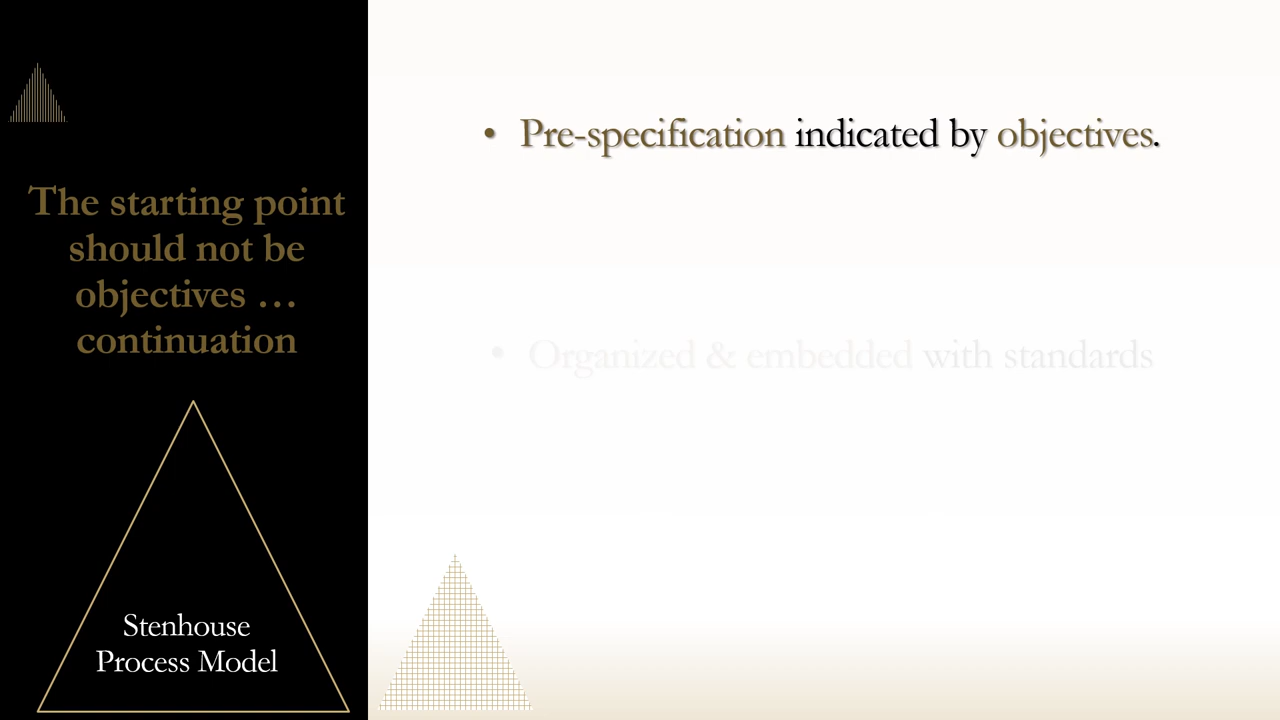 The starting point
should not be
objectives …
continuation
Stenhouse
Process Model
• Pre-specification indicated by objectives.
• Organized & embedded with standards